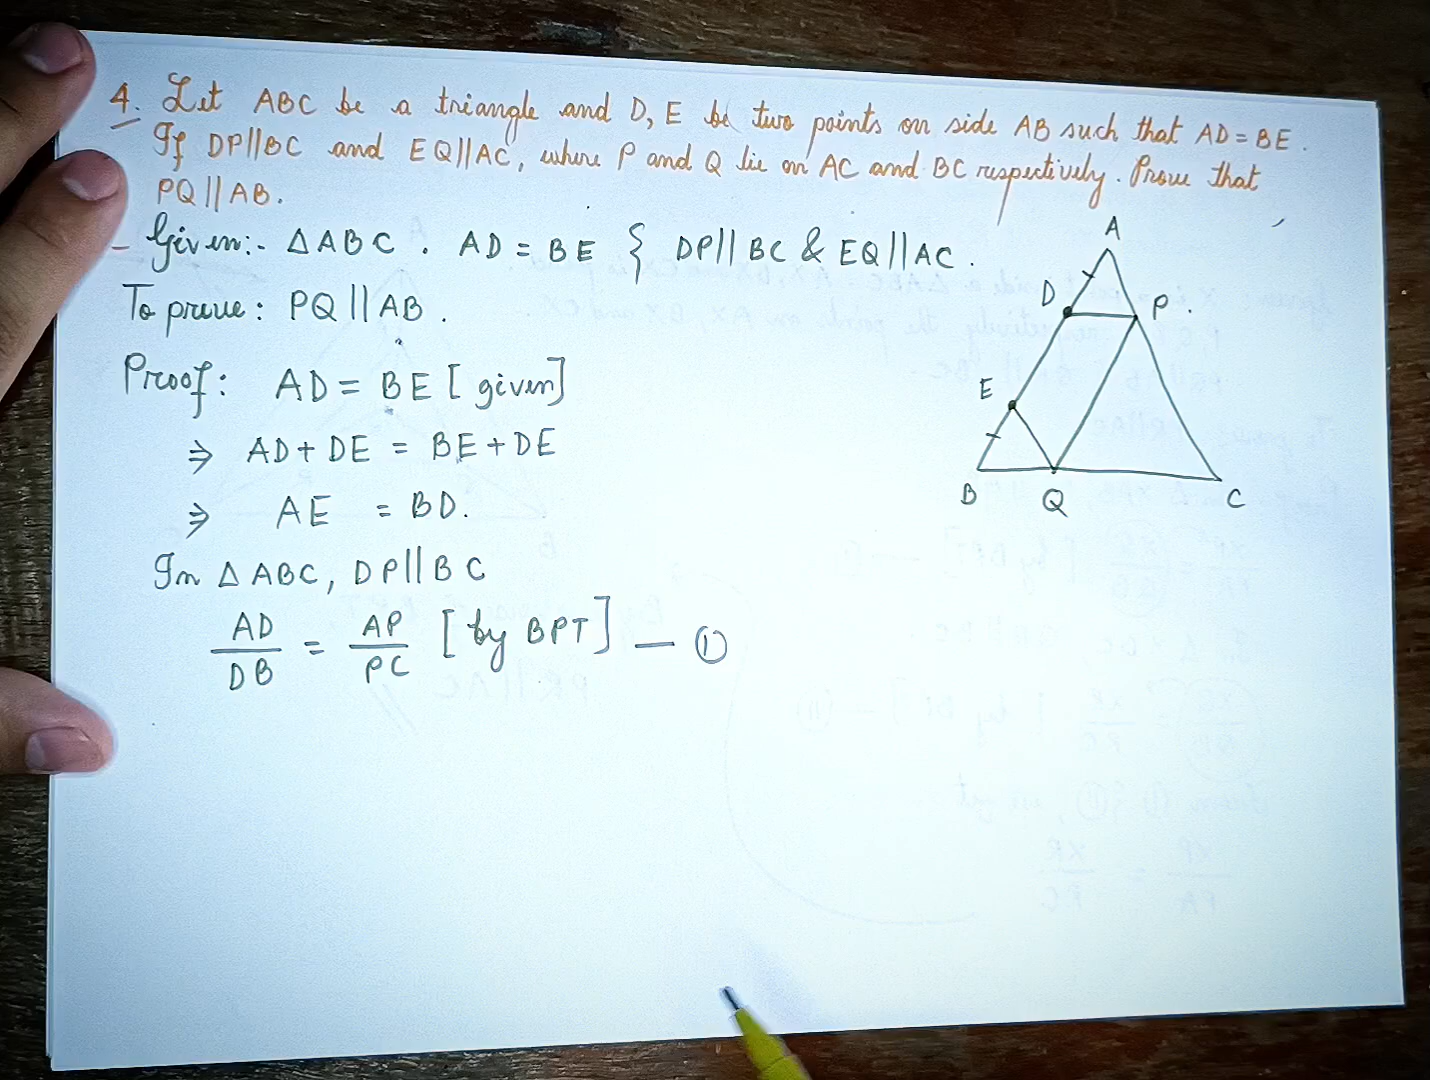 4. Let ABC be a triangle and D, E be two points on side AB such that AD = BE.
If DP||BC and EQ||AC, where P and Q lie on AC and BC respectively. Prove that
PQ || AB.
Given:- △ABC. AD = BE { DP|| BC & EQ||AC.
To prove: PQ || AB.
Proof: AD = BE [given]
⇒ AD + DE = BE + DE
⇒ AE = BD.
In △ABC, DP||BC
AD/DB = AP/PC [by BPT] — ①
A
D
P.
E
B
Q
C